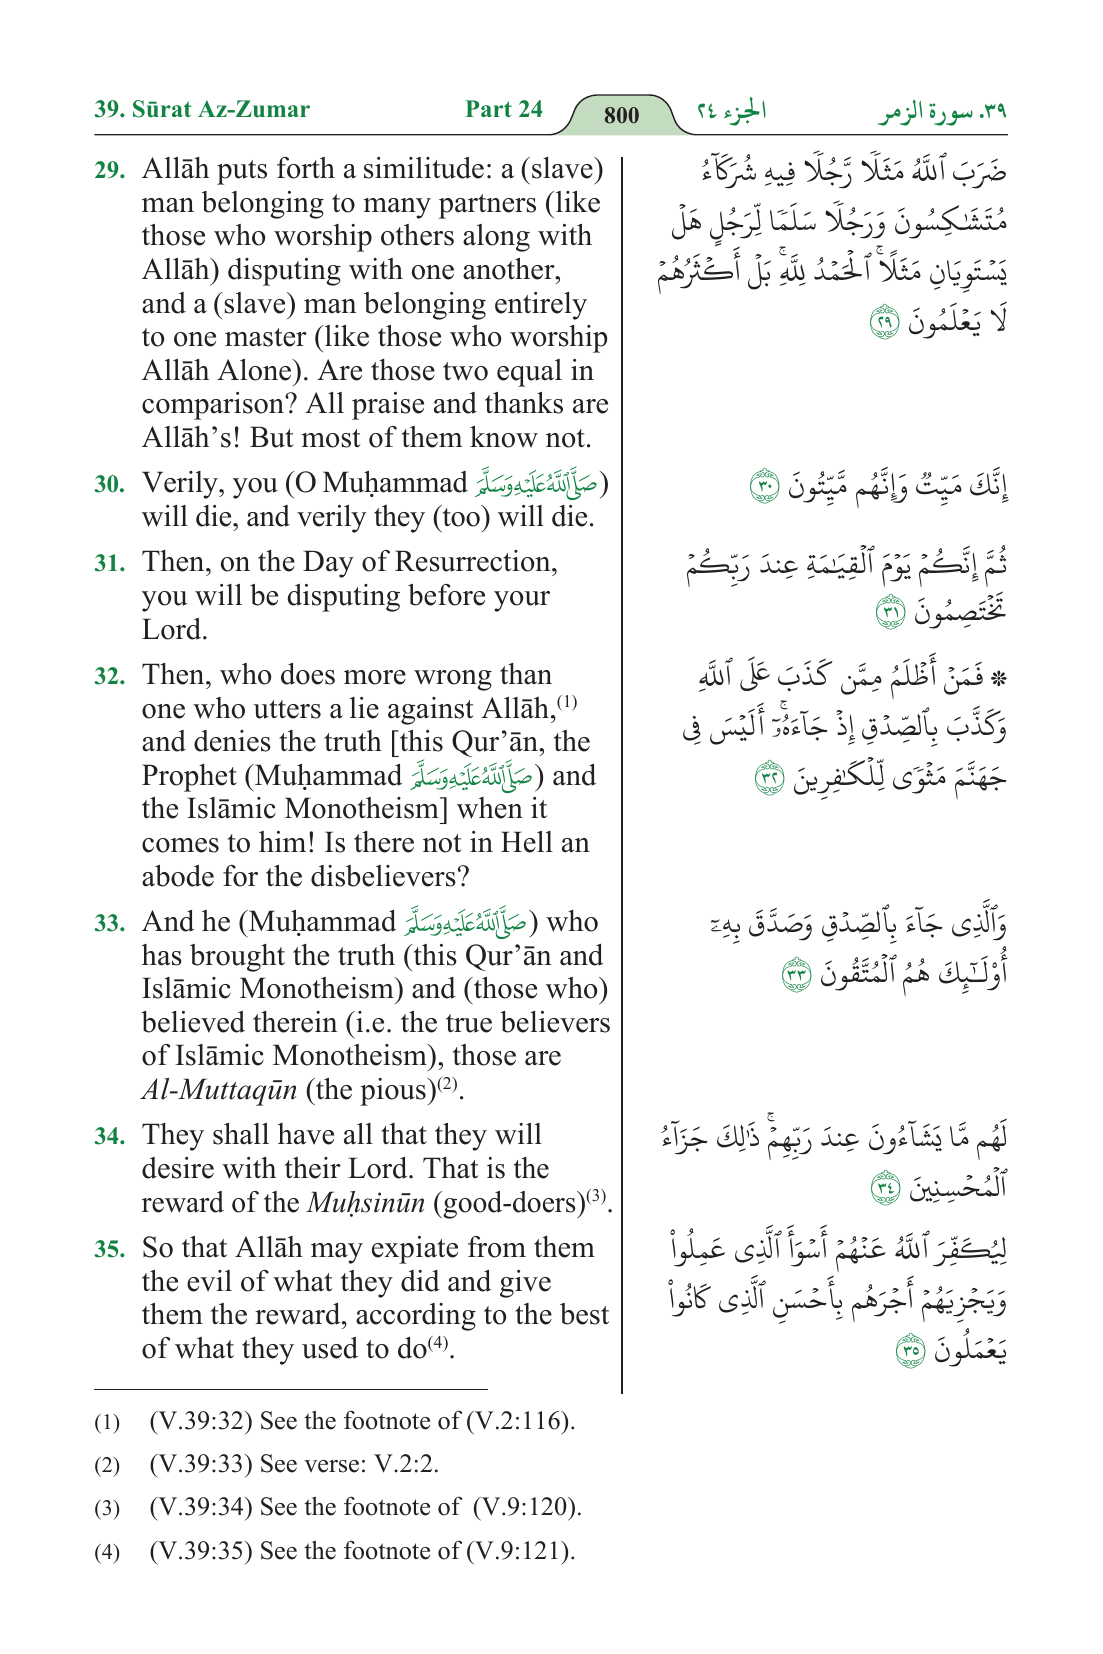 39. Sūrat Az-Zumar Part 24 800 الجزء ٢٤ ٣٩. سورة الزمر
29. Allāh puts forth a similitude: a (slave)
man belonging to many partners (like
those who worship others along with
Allāh) disputing with one another,
and a (slave) man belonging entirely
to one master (like those who worship
Allāh Alone). Are those two equal in
comparison? All praise and thanks are
Allāh’s! But most of them know not.
30. Verily, you (O Muḥammad صَلَّى اللَّهُ عَلَيْهِ وَسَلَّمَ)
will die, and verily they (too) will die.
31. Then, on the Day of Resurrection,
you will be disputing before your
Lord.
32. Then, who does more wrong than
one who utters a lie against Allāh,(1)
and denies the truth [this Qur’ān, the
Prophet (Muḥammad صَلَّى اللَّهُ عَلَيْهِ وَسَلَّمَ) and
the Islāmic Monotheism] when it
comes to him! Is there not in Hell an
abode for the disbelievers?
33. And he (Muḥammad صَلَّى اللَّهُ عَلَيْهِ وَسَلَّمَ) who
has brought the truth (this Qur’ān and
Islāmic Monotheism) and (those who)
believed therein (i.e. the true believers
of Islāmic Monotheism), those are
Al-Muttaqūn (the pious)(2).
34. They shall have all that they will
desire with their Lord. That is the
reward of the Muḥsinūn (good-doers)(3).
35. So that Allāh may expiate from them
the evil of what they did and give
them the reward, according to the best
of what they used to do(4).
ضَرَبَ ٱللَّهُ مَثَلٗا رَّجُلٗا فِيهِ شُرَكَآءُ
مُتَشَٰكِسُونَ وَرَجُلٗا سَلَمٗا لِّرَجُلٍ هَلۡ
يَسۡتَوِيَانِ مَثَلًاۚ ٱلۡحَمۡدُ لِلَّهِۚ بَلۡ أَكۡثَرُهُمۡ
لَا يَعۡلَمُونَ ٢٩
إِنَّكَ مَيِّتٞ وَإِنَّهُم مَّيِّتُونَ ٣٠
ثُمَّ إِنَّكُمۡ يَوۡمَ ٱلۡقِيَٰمَةِ عِندَ رَبِّكُمۡ
تَخۡتَصِمُونَ ٣١
۞ فَمَنۡ أَظۡلَمُ مِمَّن كَذَبَ عَلَى ٱللَّهِ
وَكَذَّبَ بِٱلصِّدۡقِ إِذۡ جَآءَهُۥٓۚ أَلَيۡسَ فِي
جَهَنَّمَ مَثۡوٗى لِّلۡكَٰفِرِينَ ٣٢
وَٱلَّذِي جَآءَ بِٱلصِّدۡقِ وَصَدَّقَ بِهِۦٓ
أُوْلَٰٓئِكَ هُمُ ٱلۡمُتَّقُونَ ٣٣
لَهُم مَّا يَشَآءُونَ عِندَ رَبِّهِمۡۚ ذَٰلِكَ جَزَآءُ
ٱلۡمُحۡسِنِينَ ٣٤
لِيُكَفِّرَ ٱللَّهُ عَنۡهُمۡ أَسۡوَأَ ٱلَّذِي عَمِلُواْ
وَيَجۡزِيَهُمۡ أَجۡرَهُم بِأَحۡسَنِ ٱلَّذِي كَانُواْ
يَعۡمَلُونَ ٣٥
(1) (V.39:32) See the footnote of (V.2:116).
(2) (V.39:33) See verse: V.2:2.
(3) (V.39:34) See the footnote of (V.9:120).
(4) (V.39:35) See the footnote of (V.9:121).